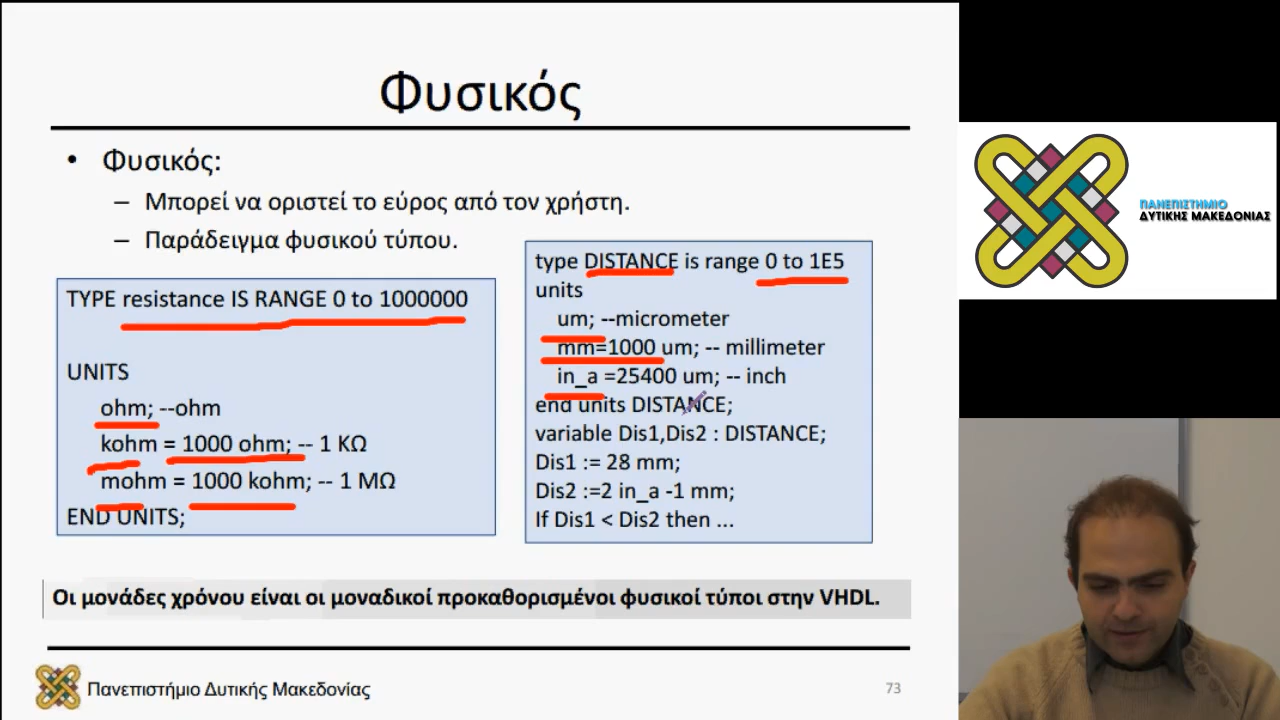 Φυσικός
• Φυσικός:
– Μπορεί να οριστεί το εύρος από τον χρήστη.
– Παράδειγμα φυσικού τύπου.
TYPE resistance IS RANGE 0 to 1000000
UNITS
ohm; --ohm
kohm = 1000 ohm; -- 1 KΩ
mohm = 1000 kohm; -- 1 MΩ
END UNITS;
type DISTANCE is range 0 to 1E5
units
um; --micrometer
mm=1000 um; -- millimeter
in_a =25400 um; -- inch
end units DISTANCE;
variable Dis1,Dis2 : DISTANCE;
Dis1 := 28 mm;
Dis2 :=2 in_a -1 mm;
If Dis1 < Dis2 then ...
Οι μονάδες χρόνου είναι οι μοναδικοί προκαθορισμένοι φυσικοί τύποι στην VHDL.
Πανεπιστήμιο Δυτικής Μακεδονίας
73
ΠΑΝΕΠΙΣΤΗΜΙΟ
ΔΥΤΙΚΗΣ ΜΑΚΕΔΟΝΙΑΣ